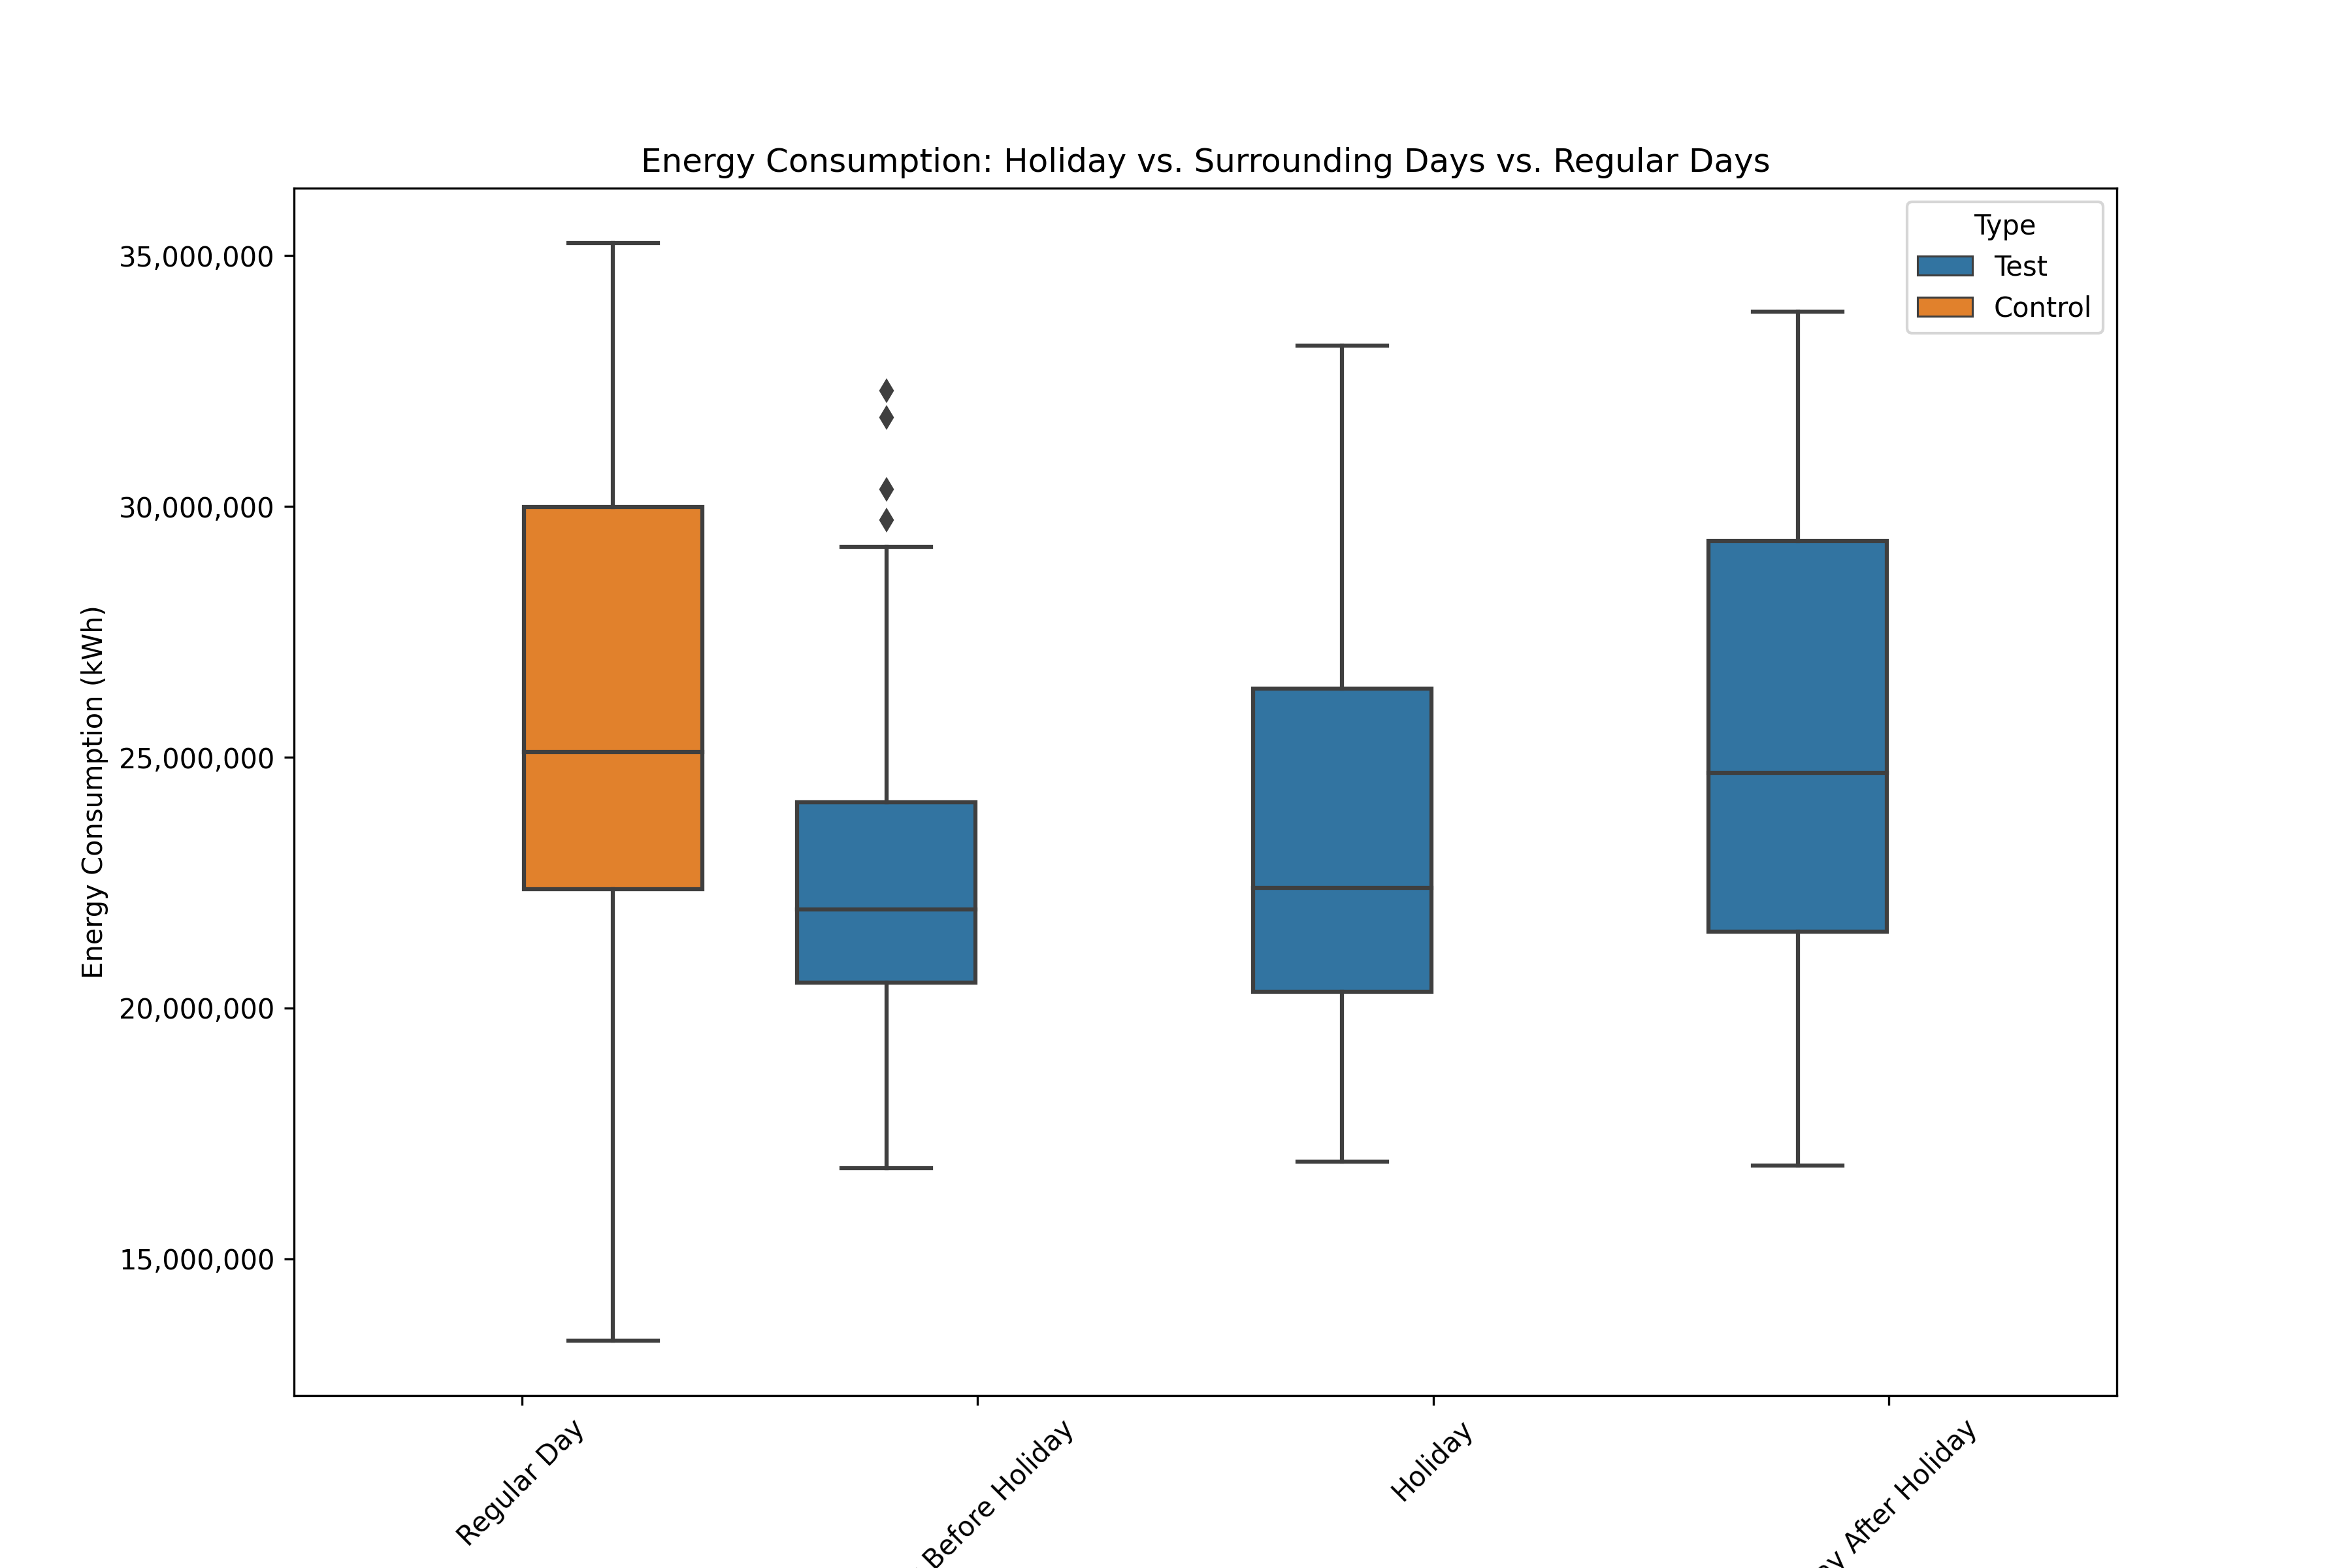 Energy Consumption: Holiday vs. Surrounding Days vs. Regular Days
Type
Test
Control
Energy Consumption (kWh)
35,000,000
30,000,000
25,000,000
20,000,000
15,000,000
Regular Day
Before Holiday
Holiday
After Holiday